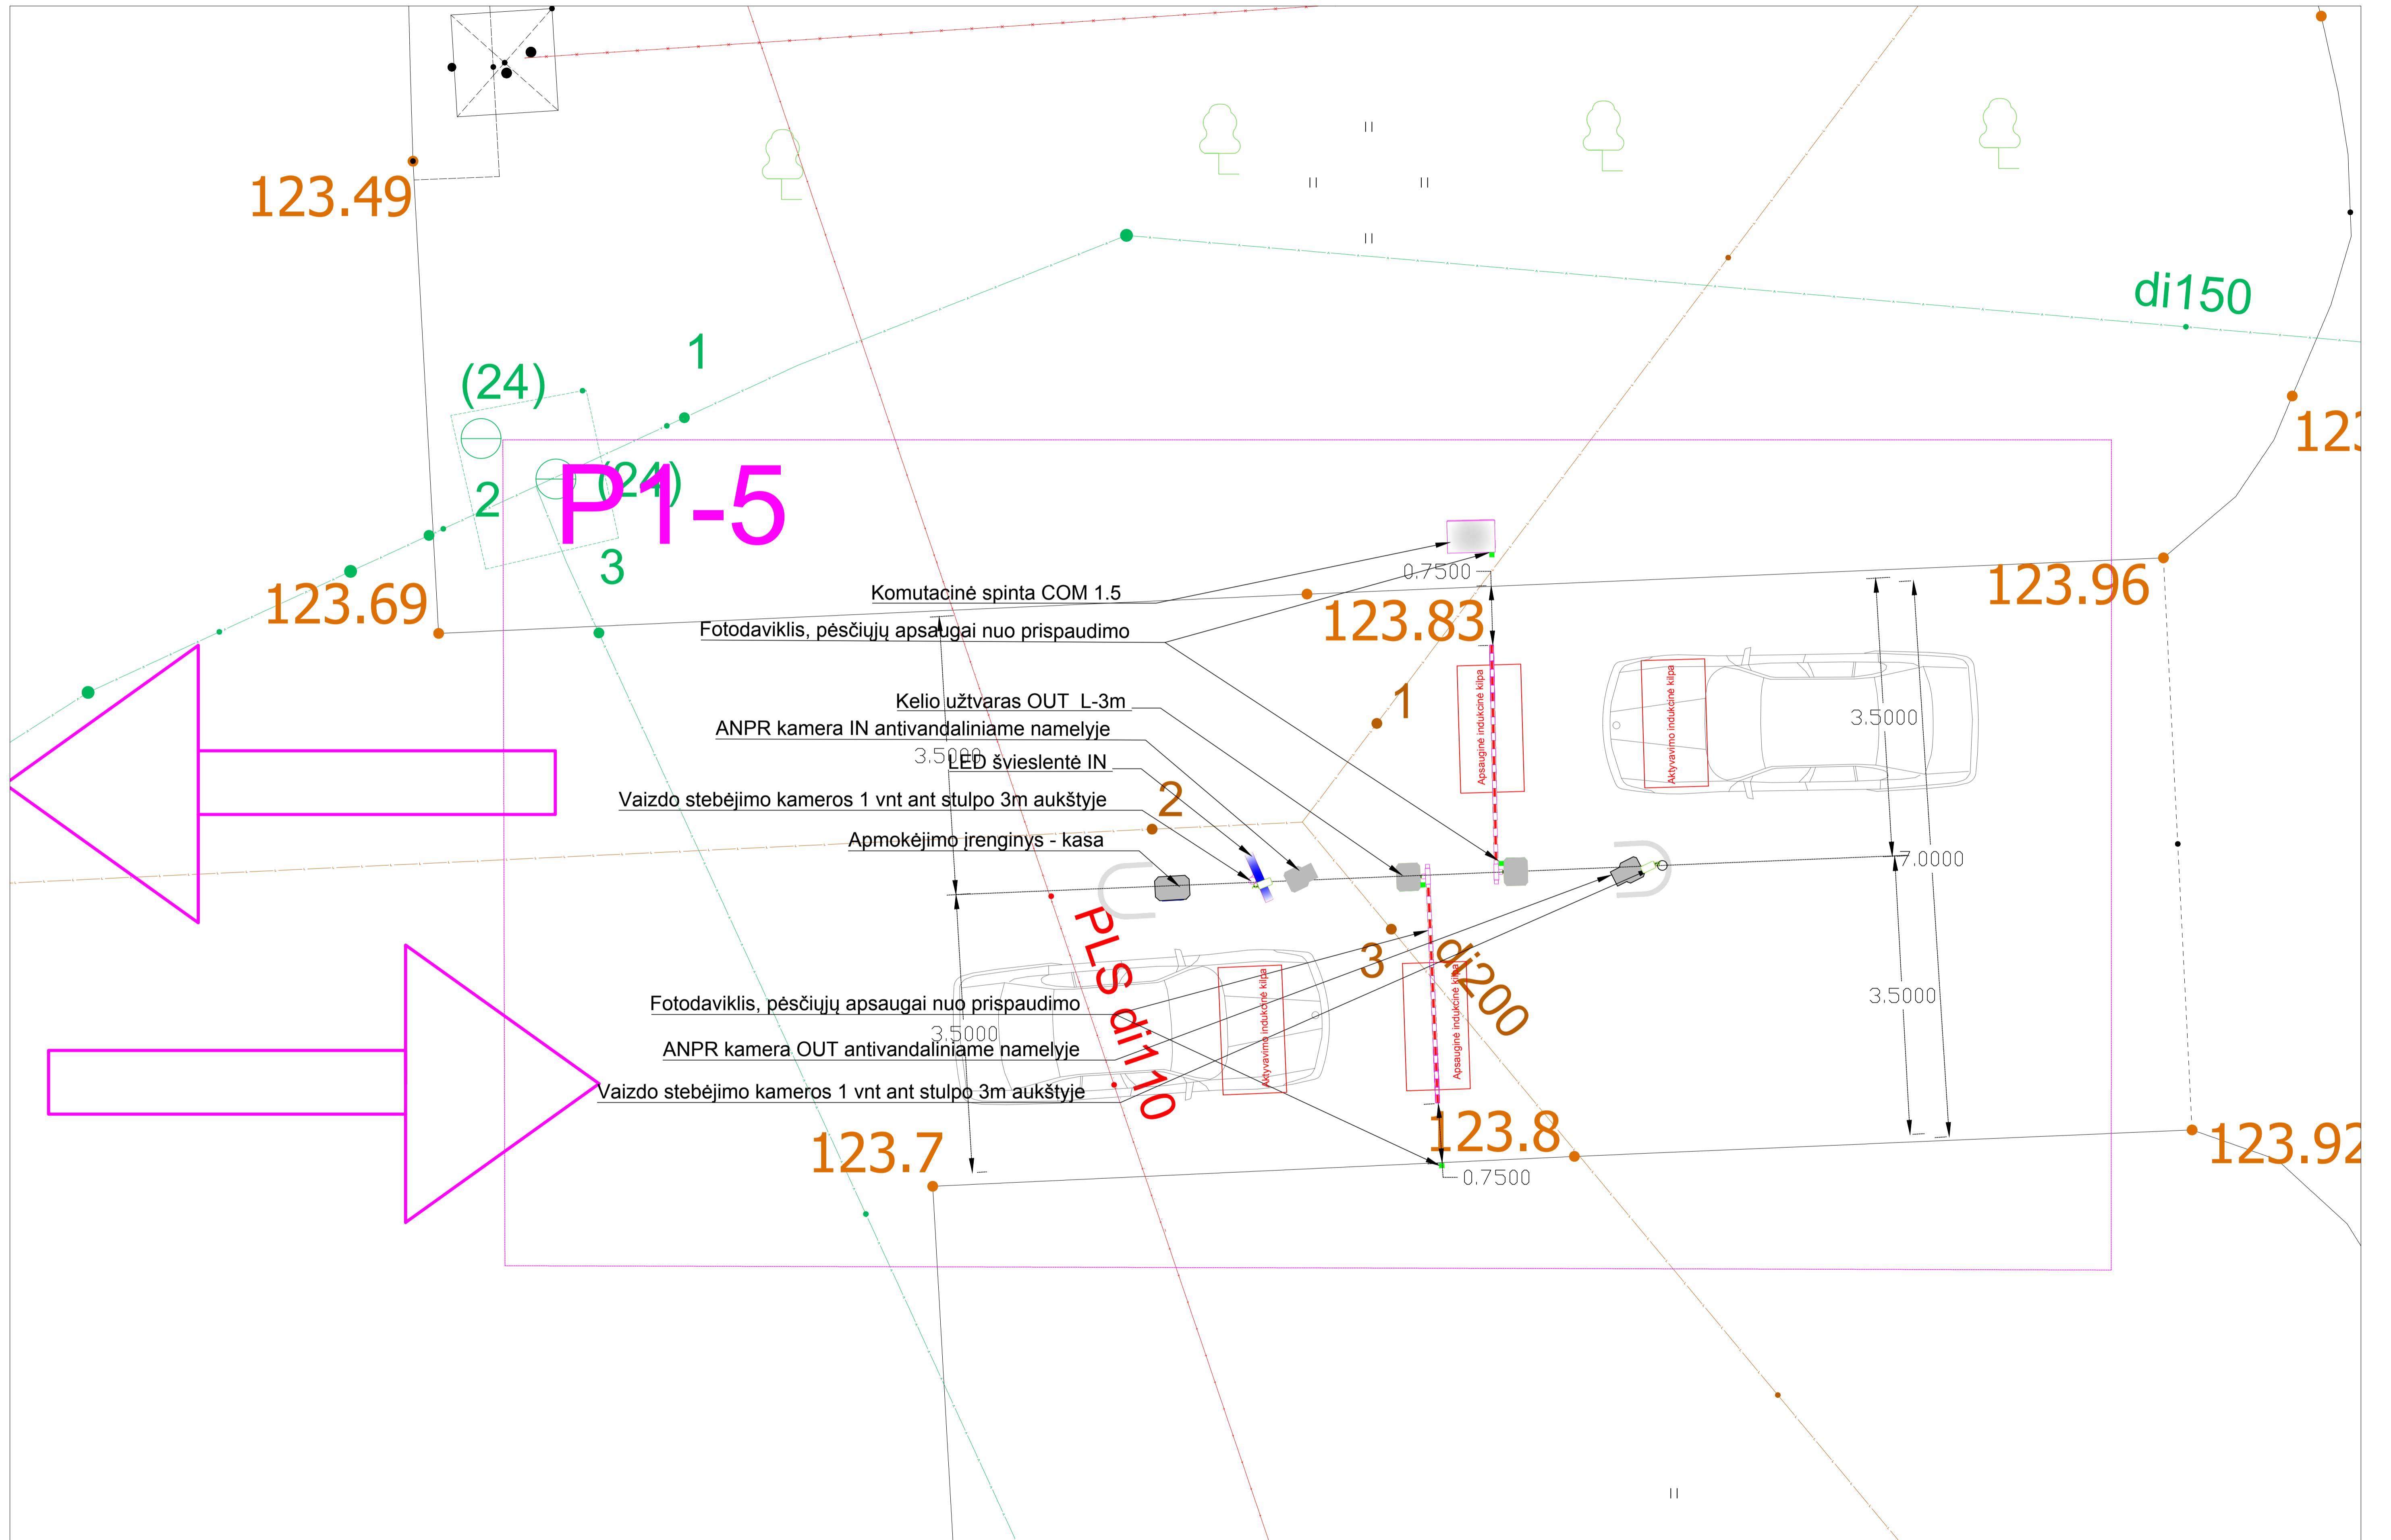 123.49
di150
1
(24)
123.
P1-5
(24)
2
3
0.7500
Komutacinė spinta COM 1.5
123.96
123.69
123.83
Fotodaviklis, pėsčiųjų apsaugai nuo prispaudimo
Kelio užtvaras OUT L-3m
1
Apsauginė indukcinė kilpa
Aktyvavimo indukcinė kilpa
3.5000
ANPR kamera IN antivandaliniame namelyje
3.5000
LED švieslentė IN
2
Vaizdo stebėjimo kameros 1 vnt ant stulpo 3m aukštyje
Apmokėjimo įrenginys - kasa
7.0000
PLS di110
3
di200
Fotodaviklis, pėsčiųjų apsaugai nuo prispaudimo
Aktyvavimo indukcinė kilpa
Apsauginė indukcinė kilpa
3.5000
3.5000
ANPR kamera OUT antivandaliniame namelyje
Vaizdo stebėjimo kameros 1 vnt ant stulpo 3m aukštyje
123.7
123.8
123.92
0.7500